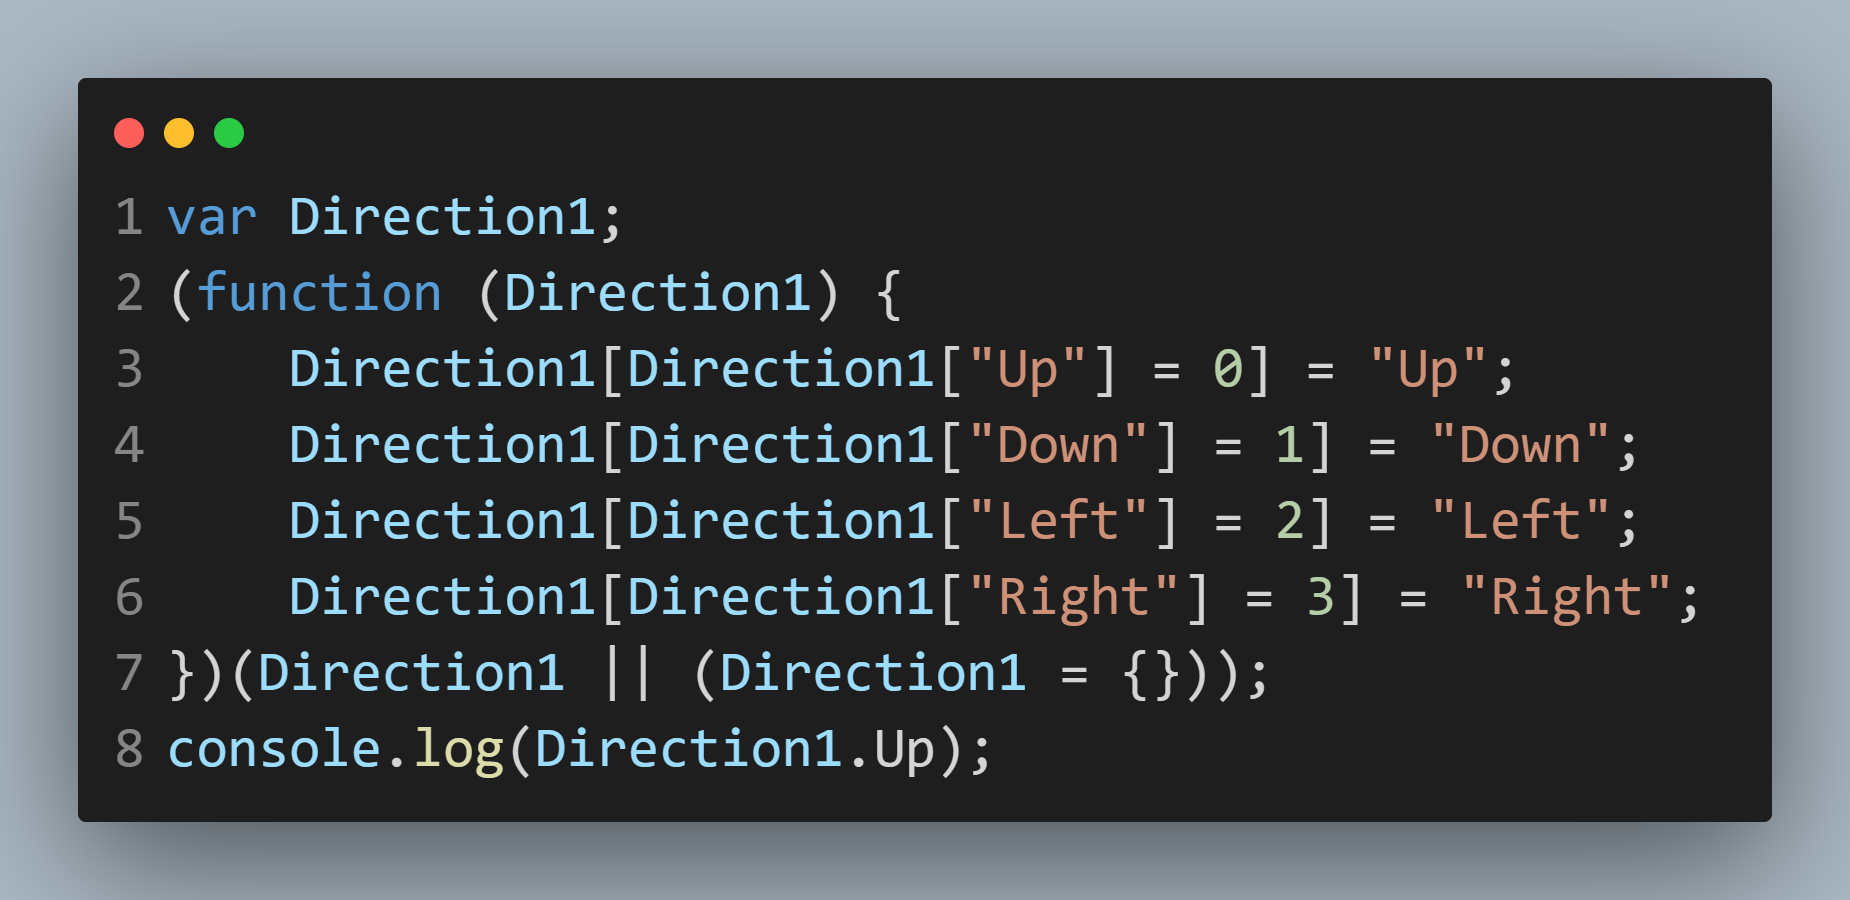 1 var Direction1;
2 (function (Direction1) {
3     Direction1[Direction1["Up"] = 0] = "Up";
4     Direction1[Direction1["Down"] = 1] = "Down";
5     Direction1[Direction1["Left"] = 2] = "Left";
6     Direction1[Direction1["Right"] = 3] = "Right";
7 })(Direction1 || (Direction1 = {}));
8 console.log(Direction1.Up);